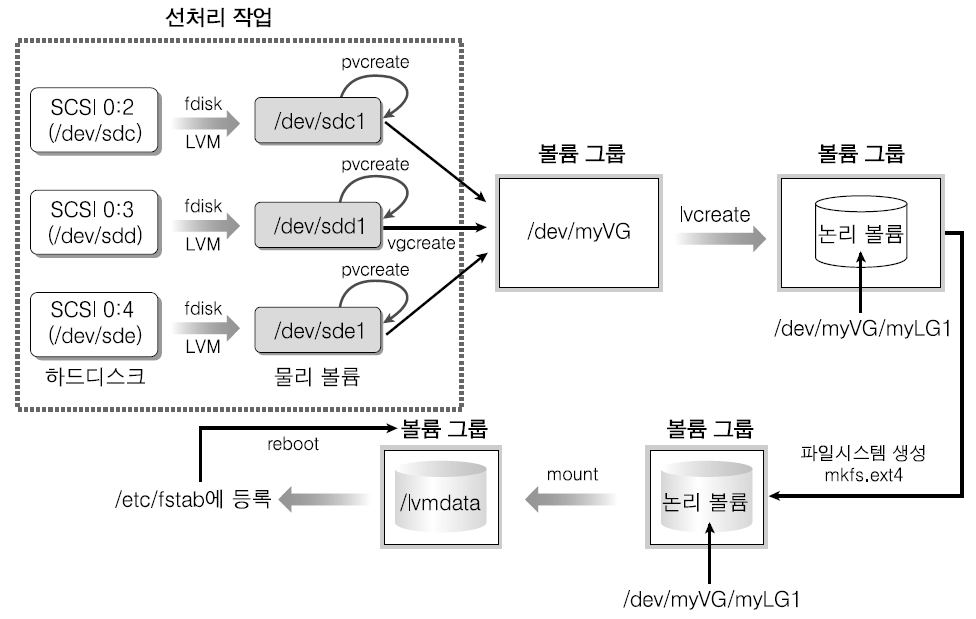 선처리 작업
pvcreate
SCSI 0:2
(/dev/sdc)
fdisk
LVM
/dev/sdc1
pvcreate
SCSI 0:3
(/dev/sdd)
fdisk
LVM
/dev/sdd1
vgcreate
pvcreate
SCSI 0:4
(/dev/sde)
fdisk
LVM
/dev/sde1
하드디스크
물리 볼륨
볼륨 그룹
/dev/myVG
lvcreate
볼륨 그룹
논리 볼륨
/dev/myVG/myLG1
파일시스템 생성
mkfs.ext4
볼륨 그룹
논리 볼륨
/dev/myVG/myLG1
mount
볼륨 그룹
/lvmdata
reboot
/etc/fstab에 등록